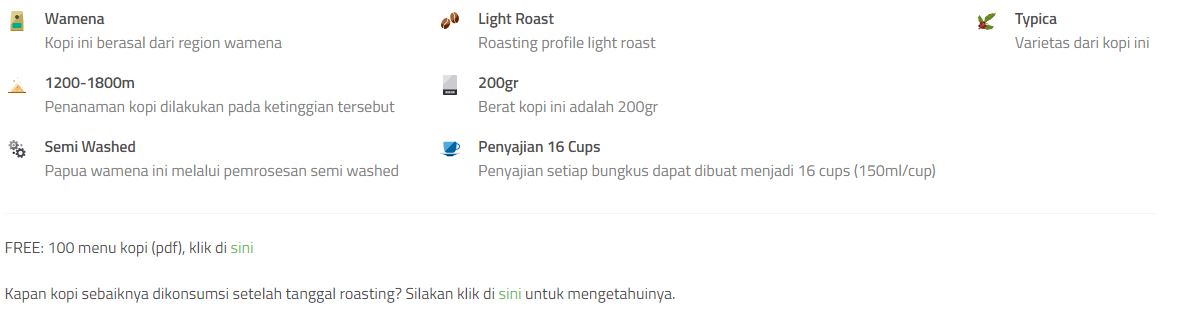 Wamena
Kopi ini berasal dari region wamena
Light Roast
Roasting profile light roast
Typica
Varietas dari kopi ini
1200-1800m
Penanaman kopi dilakukan pada ketinggian tersebut
200gr
Berat kopi ini adalah 200gr
Semi Washed
Papua wamena ini melalui pemrosesan semi washed
Penyajian 16 Cups
Penyajian setiap bungkus dapat dibuat menjadi 16 cups (150ml/cup)
FREE: 100 menu kopi (pdf), klik di sini
Kapan kopi sebaiknya dikonsumsi setelah tanggal roasting? Silakan klik di sini untuk mengetahuinya.